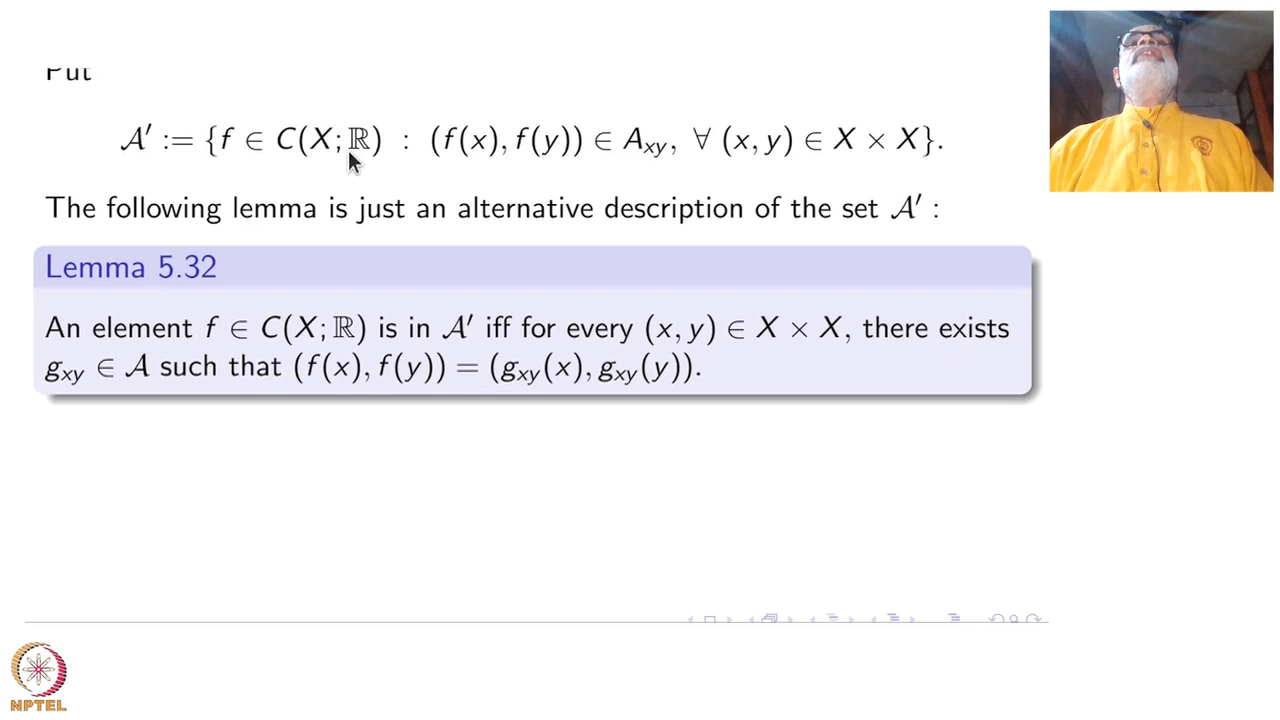 Put
𝒜′ := {f ∈ C(X; ℝ) : (f(x), f(y)) ∈ A_{xy}, ∀ (x, y) ∈ X × X}.
The following lemma is just an alternative description of the set 𝒜′ :
Lemma 5.32
An element f ∈ C(X; ℝ) is in 𝒜′ iff for every (x, y) ∈ X × X, there exists
g_{xy} ∈ 𝒜 such that (f(x), f(y)) = (g_{xy}(x), g_{xy}(y)).
NPTEL